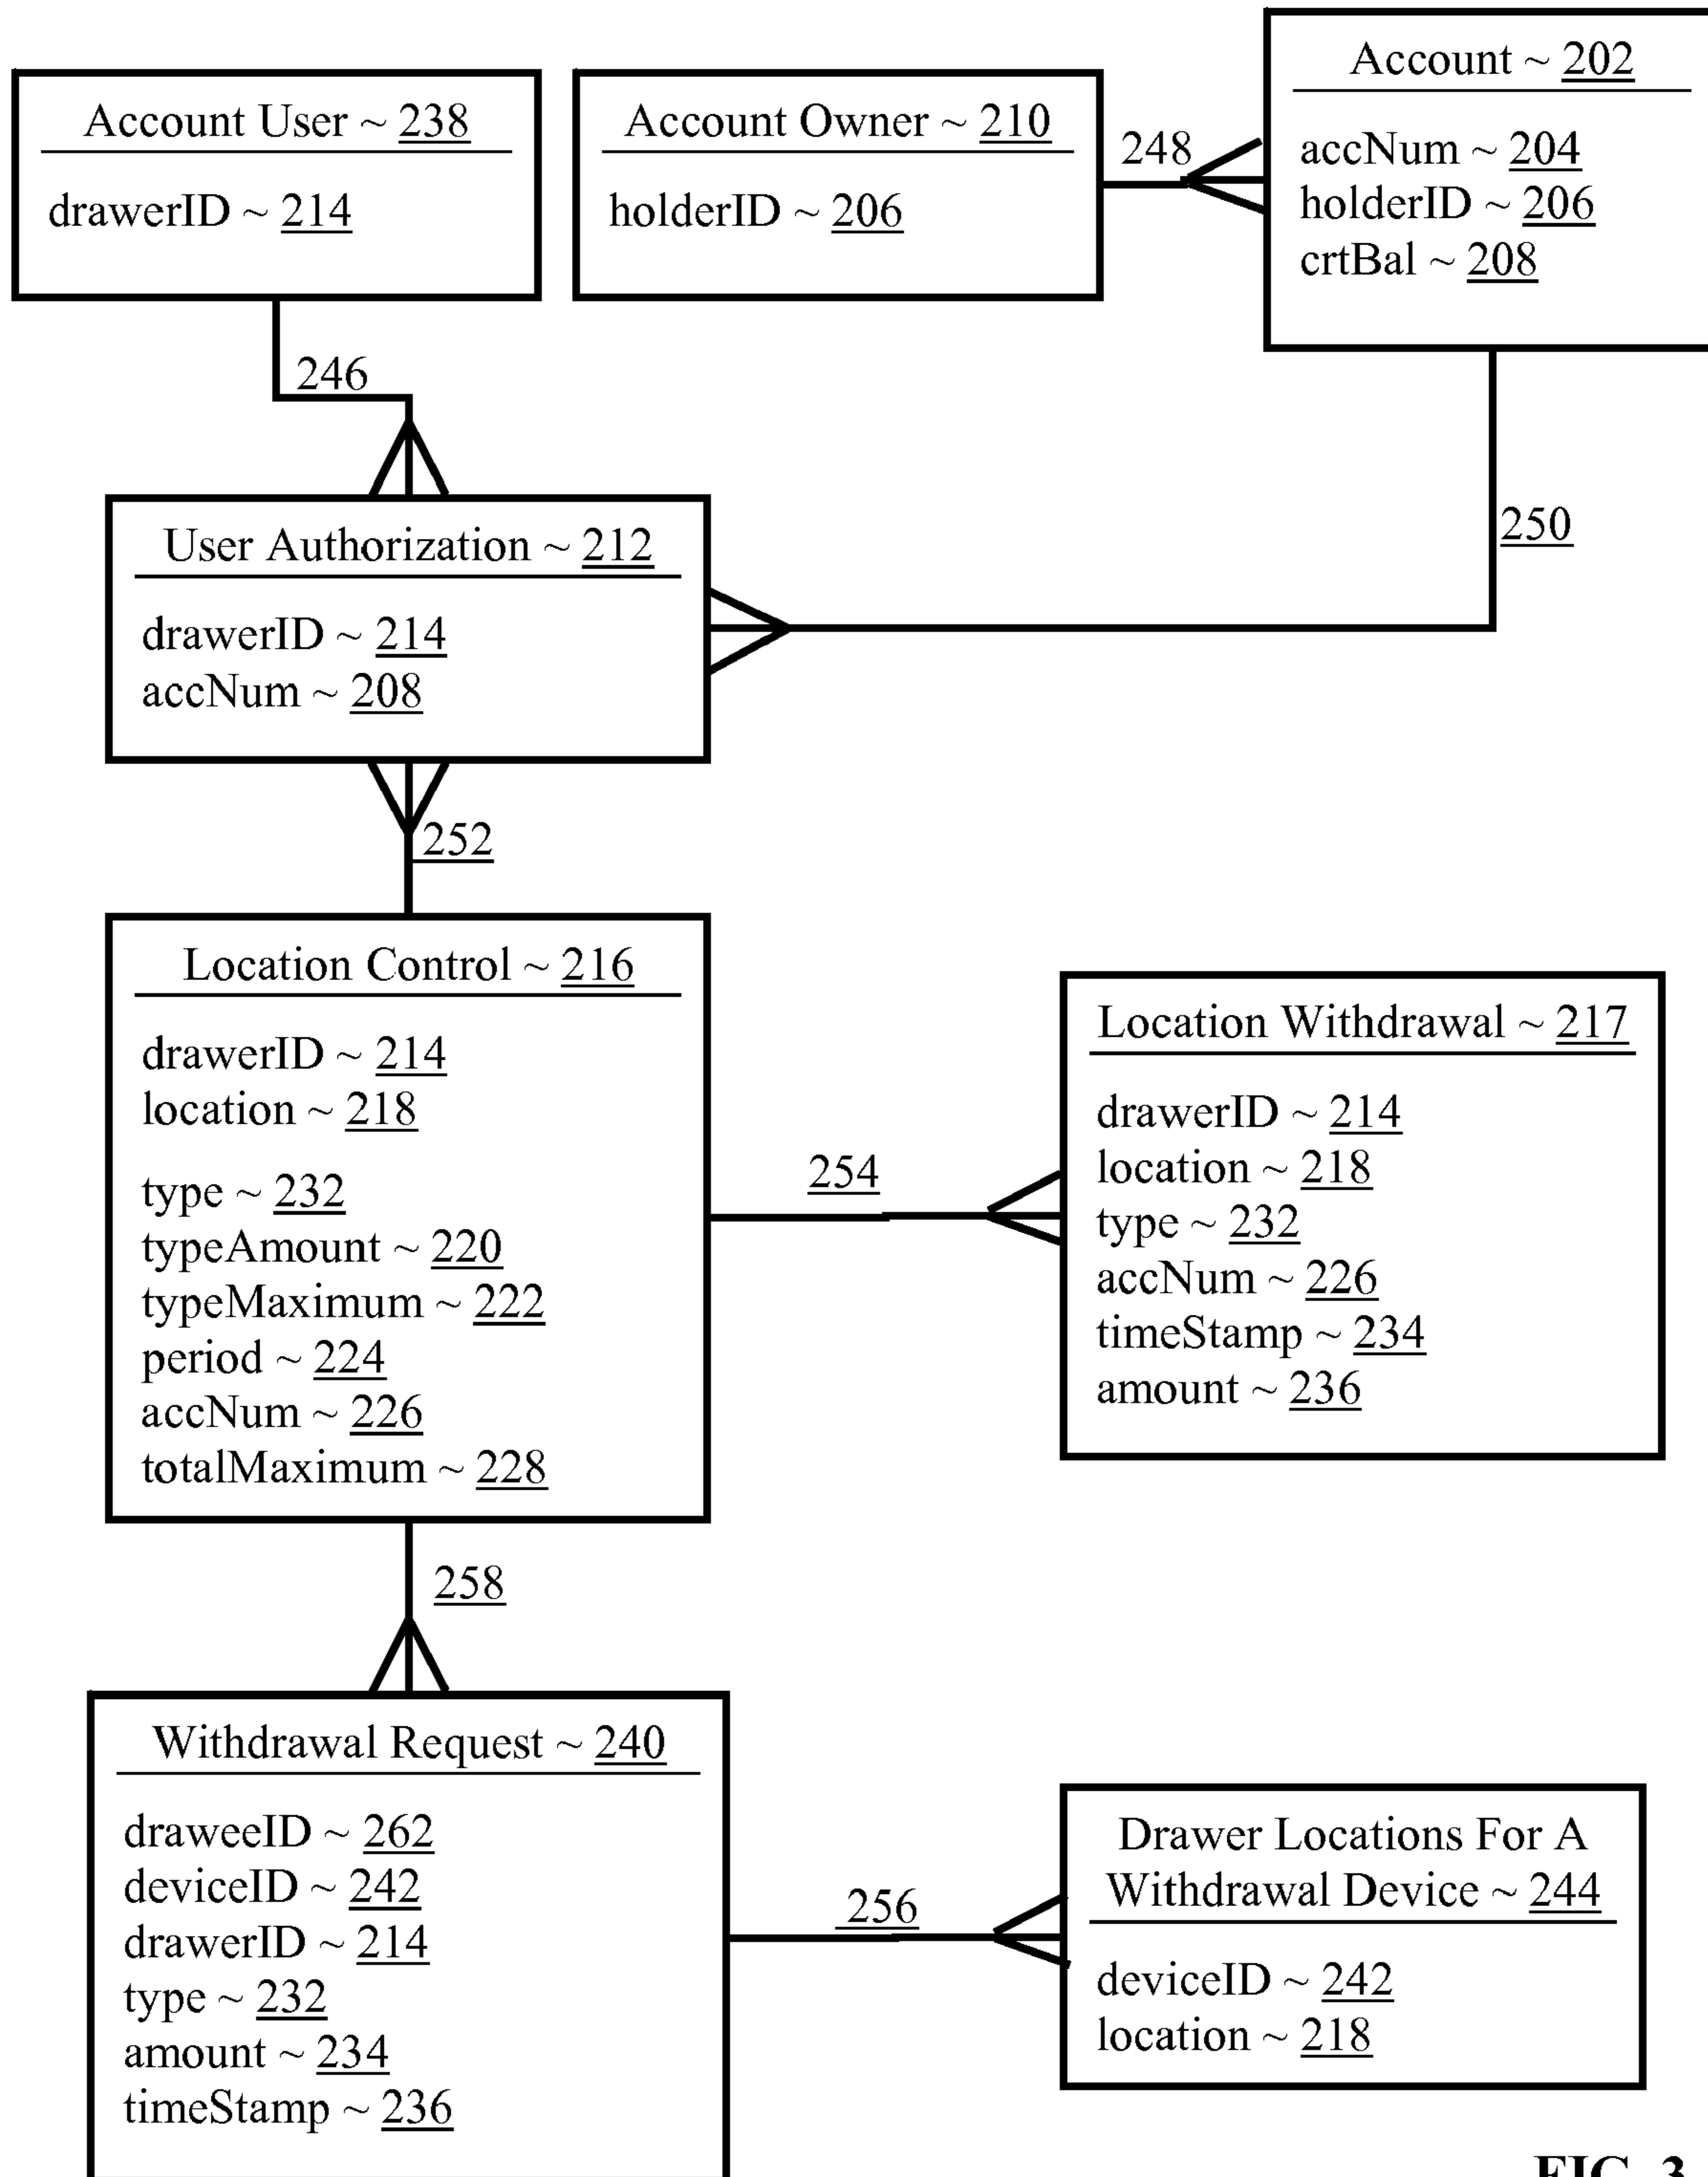 Account User ~ 238
drawerID ~ 214
Account Owner ~ 210
holderID ~ 206
248
Account ~ 202
accNum ~ 204
holderID ~ 206
crtBal ~ 208
246
250
User Authorization ~ 212
drawerID ~ 214
accNum ~ 208
252
Location Control ~ 216
drawerID ~ 214
location ~ 218
type ~ 232
typeAmount ~ 220
typeMaximum ~ 222
period ~ 224
accNum ~ 226
totalMaximum ~ 228
254
Location Withdrawal ~ 217
drawerID ~ 214
location ~ 218
type ~ 232
accNum ~ 226
timeStamp ~ 234
amount ~ 236
258
Withdrawal Request ~ 240
draweeID ~ 262
deviceID ~ 242
drawerID ~ 214
type ~ 232
amount ~ 234
timeStamp ~ 236
256
Drawer Locations For A
Withdrawal Device ~ 244
deviceID ~ 242
location ~ 218
FIG. 3